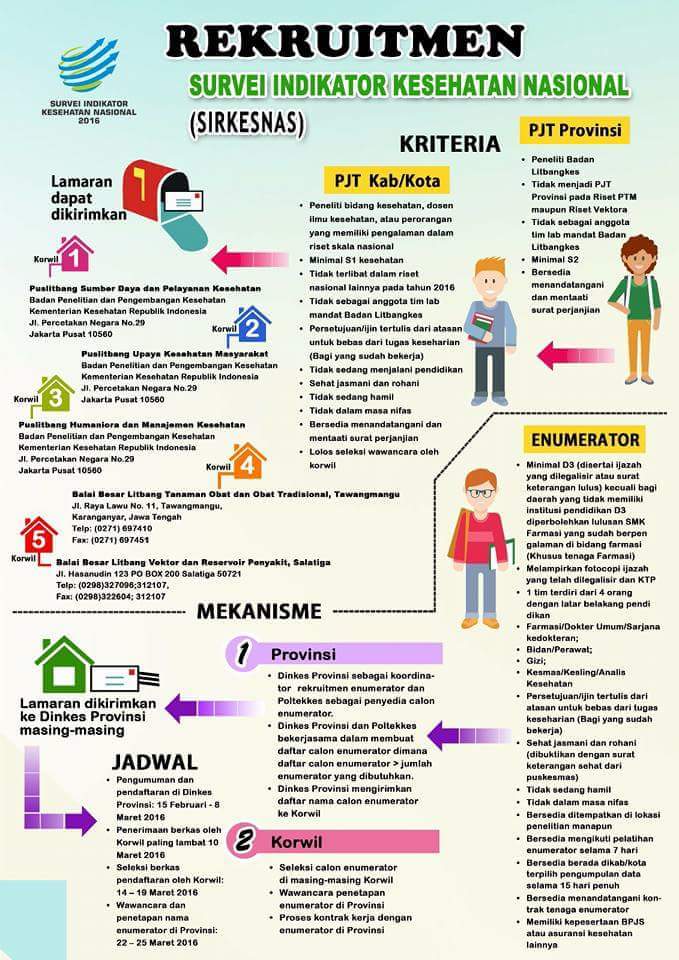 REKRUITMEN
SURVEI INDIKATOR KESEHATAN NASIONAL
(SIRKESNAS)
SURVEI INDIKATOR
KESEHATAN NASIONAL
2016
KRITERIA
PJT Provinsi
• Peneliti Badan
Litbangkes
• Tidak menjadi PJT
Provinsi pada Riset PTM
maupun Riset Vektora
• Tidak sebagai anggota
tim lab mandat Badan
Litbangkes
• Minimal S2
• Bersedia
menandatangani
dan mentaati
surat perjanjian
PJT Kab/Kota
• Peneliti bidang kesehatan, dosen
ilmu kesehatan, atau perorangan
yang memiliki pengalaman dalam
riset skala nasional
• Minimal S1 kesehatan
• Tidak terlibat dalam riset
nasional lainnya pada tahun 2016
• Tidak sebagai anggota tim lab
mandat Badan Litbangkes
• Persetujuan/ijin tertulis dari atasan
untuk bebas dari tugas keseharian
(Bagi yang sudah bekerja)
• Tidak sedang menjalani pendidikan
• Sehat jasmani dan rohani
• Tidak sedang hamil
• Tidak dalam masa nifas
• Bersedia menandatangani dan
mentaati surat perjanjian
• Lolos seleksi wawancara oleh
korwil
Lamaran
dapat
dikirimkan
Korwil 1
Puslitbang Sumber Daya dan Pelayanan Kesehatan
Badan Penelitian dan Pengembangan Kesehatan
Kementerian Kesehatan Republik Indonesia
Jl. Percetakan Negara No.29
Jakarta Pusat 10560
Korwil 2
Puslitbang Upaya Kesehatan Masyarakat
Badan Penelitian dan Pengembangan Kesehatan
Kementerian Kesehatan Republik Indonesia
Jl. Percetakan Negara No.29
Jakarta Pusat 10560
Korwil 3
Puslitbang Humaniora dan Manajemen Kesehatan
Badan Penelitian dan Pengembangan Kesehatan
Kementerian Kesehatan Republik Indonesia
Jl. Percetakan Negara No.29
Jakarta Pusat 10560
Korwil 4
Balai Besar Litbang Tanaman Obat dan Obat Tradisional, Tawangmangu
Jl. Raya Lawu No. 11, Tawangmangu,
Karanganyar, Jawa Tengah
Telp: (0271) 697410
Fax: (0271) 697451
Korwil 5
Balai Besar Litbang Vektor dan Reservoir Penyakit, Salatiga
Jl. Hasanudin 123 PO BOX 200 Salatiga 50721
Telp: (0298)327096;312107,
Fax: (0298)322604; 312107
ENUMERATOR
• Minimal D3 (disertai ijazah
yang dilegalisir atau surat
keterangan lulus) kecuali bagi
daerah yang tidak memiliki
institusi pendidikan D3
diperbolehkan lulusan SMK
Farmasi yang sudah berpen
galaman di bidang farmasi
(Khusus tenaga Farmasi)
• Melampirkan fotocopi ijazah
yang telah dilegalisir dan KTP
• 1 tim terdiri dari 4 orang
dengan latar belakang pendi
dikan
• Farmasi/Dokter Umum/Sarjana
kedokteran;
• Bidan/Perawat;
• Gizi;
• Kesmas/Kesling/Analis
Kesehatan
• Persetujuan/ijin tertulis dari
atasan untuk bebas dari tugas
keseharian (Bagi yang sudah
bekerja)
• Sehat jasmani dan rohani
(dibuktikan dengan surat
keterangan sehat dari
puskesmas)
• Tidak sedang hamil
• Tidak dalam masa nifas
• Bersedia ditempatkan di lokasi
penelitian manapun
• Bersedia mengikuti pelatihan
enumerator selama 7 hari
• Bersedia berada dikab/kota
terpilih pengumpulan data
selama 15 hari penuh
• Bersedia menandatangani kon-
trak tenaga enumerator
• Memiliki kepesertaan BPJS
atau asuransi kesehatan
lainnya
MEKANISME
1 Provinsi
• Dinkes Provinsi sebagai koordina-
tor rekruitmen enumerator dan
Poltekkes sebagai penyedia calon
enumerator.
• Dinkes Provinsi dan Poltekkes
bekerjasama dalam membuat
daftar calon enumerator dimana
daftar calon enumerator > jumlah
enumerator yang dibutuhkan.
• Dinkes Provinsi mengirimkan
daftar nama calon enumerator
ke Korwil
2 Korwil
• Seleksi calon enumerator
di masing-masing Korwil
• Wawancara penetapan
enumerator di Provinsi
• Proses kontrak kerja dengan
enumerator di Provinsi
Lamaran dikirimkan
ke Dinkes Provinsi
masing-masing
JADWAL
• Pengumuman dan
pendaftaran di Dinkes
Provinsi: 15 Februari - 8
Maret 2016
• Penerimaan berkas oleh
Korwil paling lambat 10
Maret 2016
• Seleksi berkas
pendaftaran oleh Korwil:
14 – 19 Maret 2016
• Wawancara dan
penetapan nama
enumerator di Provinsi:
22 – 25 Maret 2016